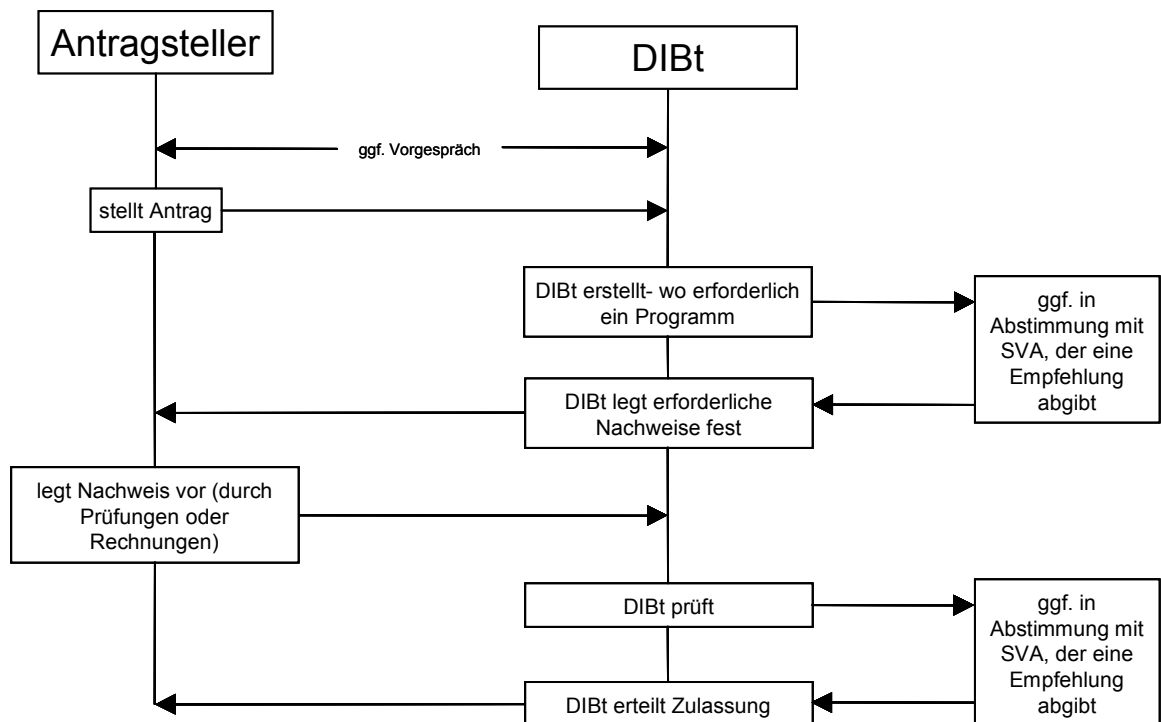 Antragsteller
DIBt
ggf. Vorgespräch
stellt Antrag
DIBt erstellt- wo erforderlich
ein Programm
ggf. in
Abstimmung mit
SVA, der eine
Empfehlung
abgibt
DIBt legt erforderliche
Nachweise fest
legt Nachweis vor (durch
Prüfungen oder
Rechnungen)
DIBt prüft
ggf. in
Abstimmung mit
SVA, der eine
Empfehlung
abgibt
DIBt erteilt Zulassung